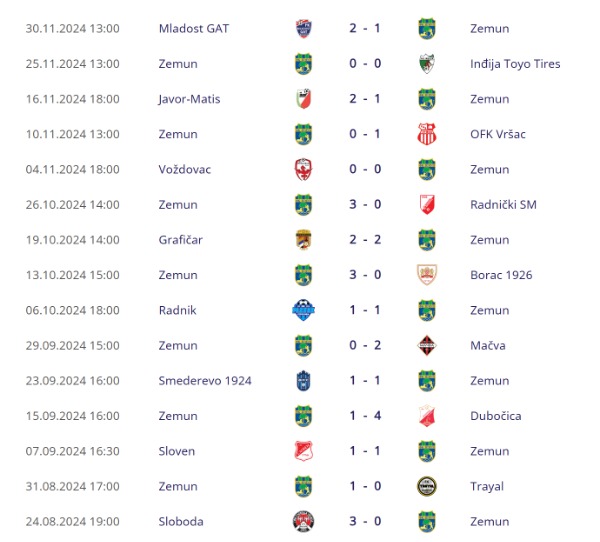 30.11.2024 13:00 Mladost GAT 2 - 1 Zemun
25.11.2024 13:00 Zemun 0 - 0 Inđija Toyo Tires
16.11.2024 18:00 Javor-Matis 2 - 1 Zemun
10.11.2024 13:00 Zemun 0 - 1 OFK Vršac
04.11.2024 18:00 Voždovac 0 - 0 Zemun
26.10.2024 14:00 Zemun 3 - 0 Radnički SM
19.10.2024 14:00 Grafičar 2 - 2 Zemun
13.10.2024 15:00 Zemun 3 - 0 Borac 1926
06.10.2024 18:00 Radnik 1 - 1 Zemun
29.09.2024 15:00 Zemun 0 - 2 Mačva
23.09.2024 16:00 Smederevo 1924 1 - 1 Zemun
15.09.2024 16:00 Zemun 1 - 4 Dubočica
07.09.2024 16:30 Sloven 1 - 1 Zemun
31.08.2024 17:00 Zemun 1 - 0 Trayal
24.08.2024 19:00 Sloboda 3 - 0 Zemun